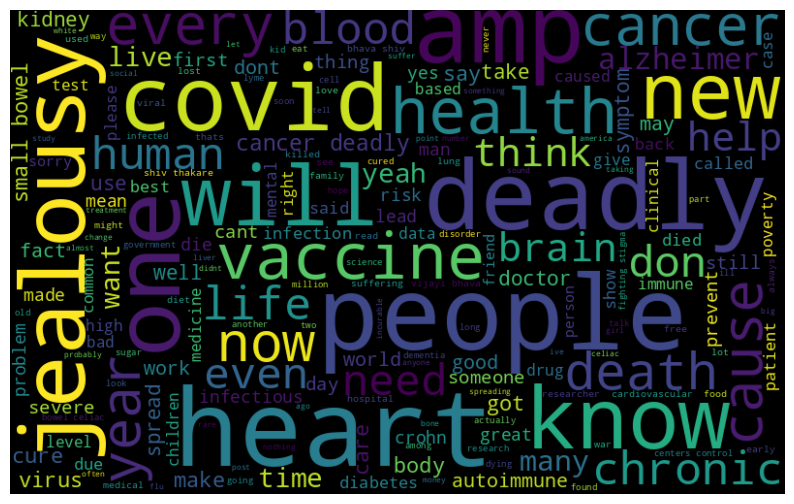 kidney
every
blood
amp
cancer
white
used
way
let
kid
eat
bhava shiv
never
live
first
dont
thing
yes
say
take
alzheimer
case
social
lost
love
cell
suffer
caused
test
covid
based
lyme
soon
tell
something
new
please
viral
jealousy
small bowel
study
infected
thats
cancer deadly
man
health
symptom
may
back
help
human
think
point
number
america
sorry
killed
see
cured
lung
taking
give
called
shiv thakare
family
hope
sound
use
best
mental
right
will
yeah
risk
deadly
clinical
part
mean
treatment
said
lead
disorder
poverty
might
cant
infection
read
data
fact
die
vaccine
brain
don
died
still
change
government
almost
liver
didnt
science
friend
doctor
immune
fighting stigma
want
well
common
one
made
diet
million
suffering
vijayi bhava
person
show
prevent
always
old
high
medicine
life
another
two
people
incurable
long
talk
girl
free
lot
big
problem
bad
probably
now
world
dementia
anyone
good
drug
ive
celiac
patient
sugar
look
work
even
day
need
someone
researcher
cardiovascular
food
death
cause
severe
bowel celiac
year
spread
children
infectious
heart
hospital
care
spreading
got
know
level
ago
rare
bone
among
actually
great
war
centers control
early
cure
due
crohn
body
many
chronic
virus
often
medical
flu
make
post
going
time
nothing
diabetes
dying
money
research
autoimmune
found